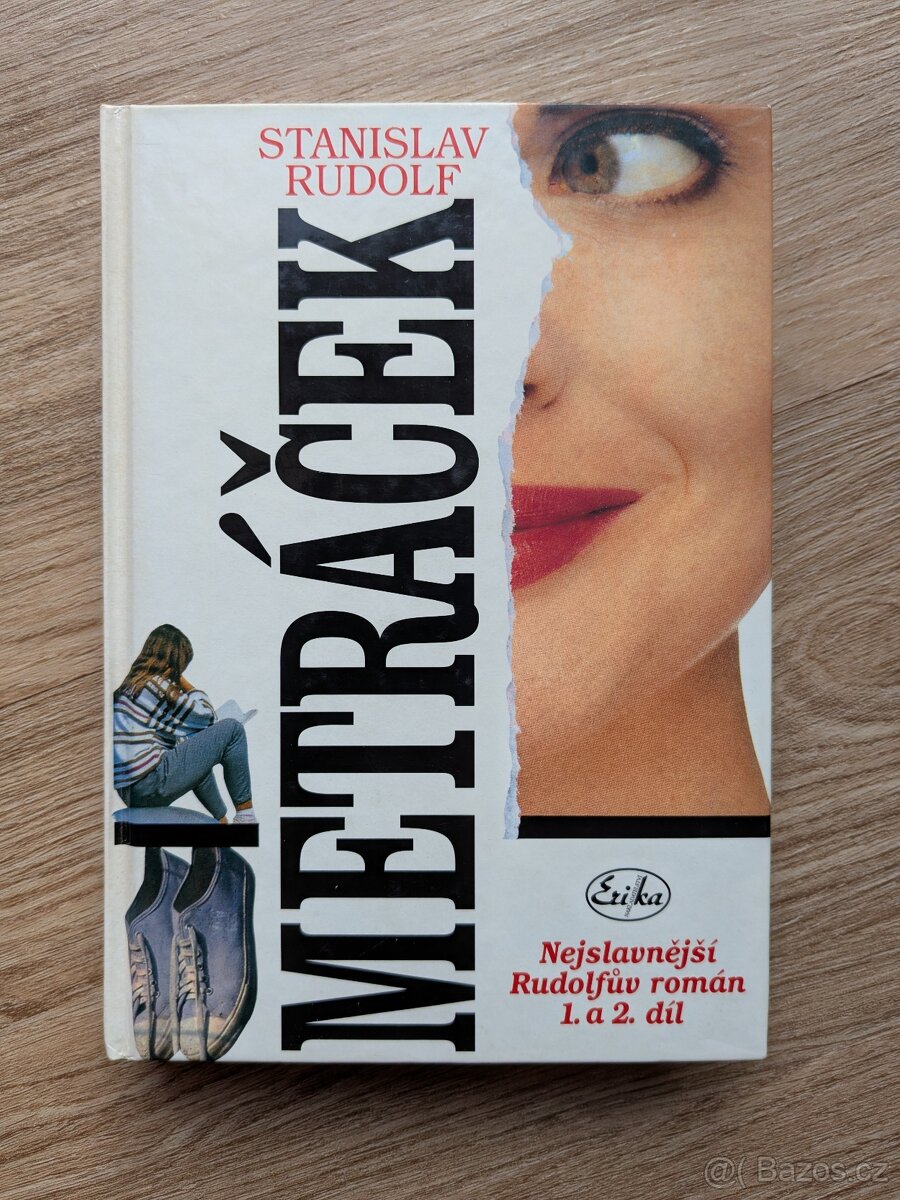 STANISLAV
RUDOLF
METRÁČEK
Erika
Nejslavnější
Rudolfův román
1. a 2. díl
@( Bazos.cz